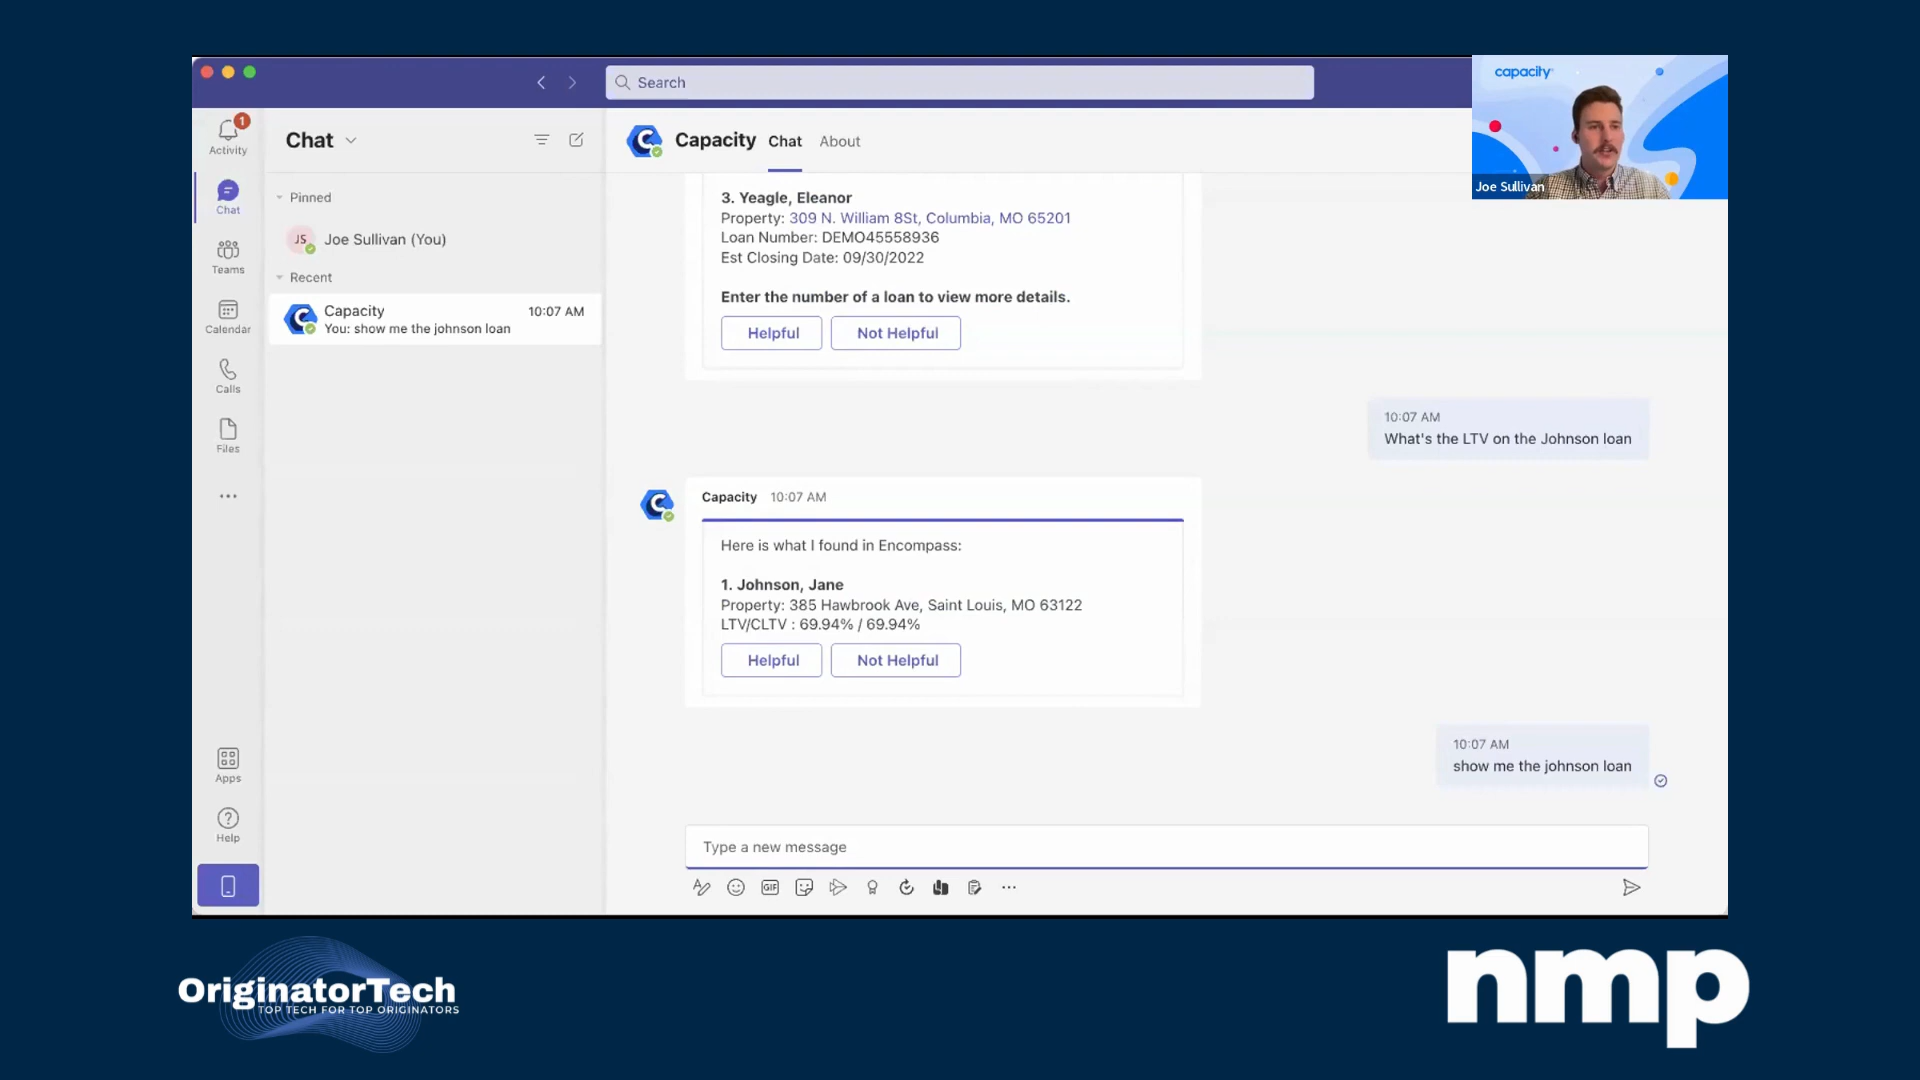 Search
capacity
Joe Sullivan
1
Activity
Chat
Teams
Calendar
Calls
Files
Apps
Help
Chat
Pinned
JS
Joe Sullivan (You)
Recent
Capacity
10:07 AM
You: show me the johnson loan
Capacity Chat About
3. Yeagle, Eleanor
Property: 309 N. William 8St, Columbia, MO 65201
Loan Number: DEMO45558936
Est Closing Date: 09/30/2022
Enter the number of a loan to view more details.
Helpful
Not Helpful
10:07 AM
What's the LTV on the Johnson loan
Capacity 10:07 AM
Here is what I found in Encompass:
1. Johnson, Jane
Property: 385 Hawbrook Ave, Saint Louis, MO 63122
LTV/CLTV : 69.94% / 69.94%
Helpful
Not Helpful
10:07 AM
show me the johnson loan
Type a new message
GIF
OriginatorTech
TOP TECH FOR TOP ORIGINATORS
nmp